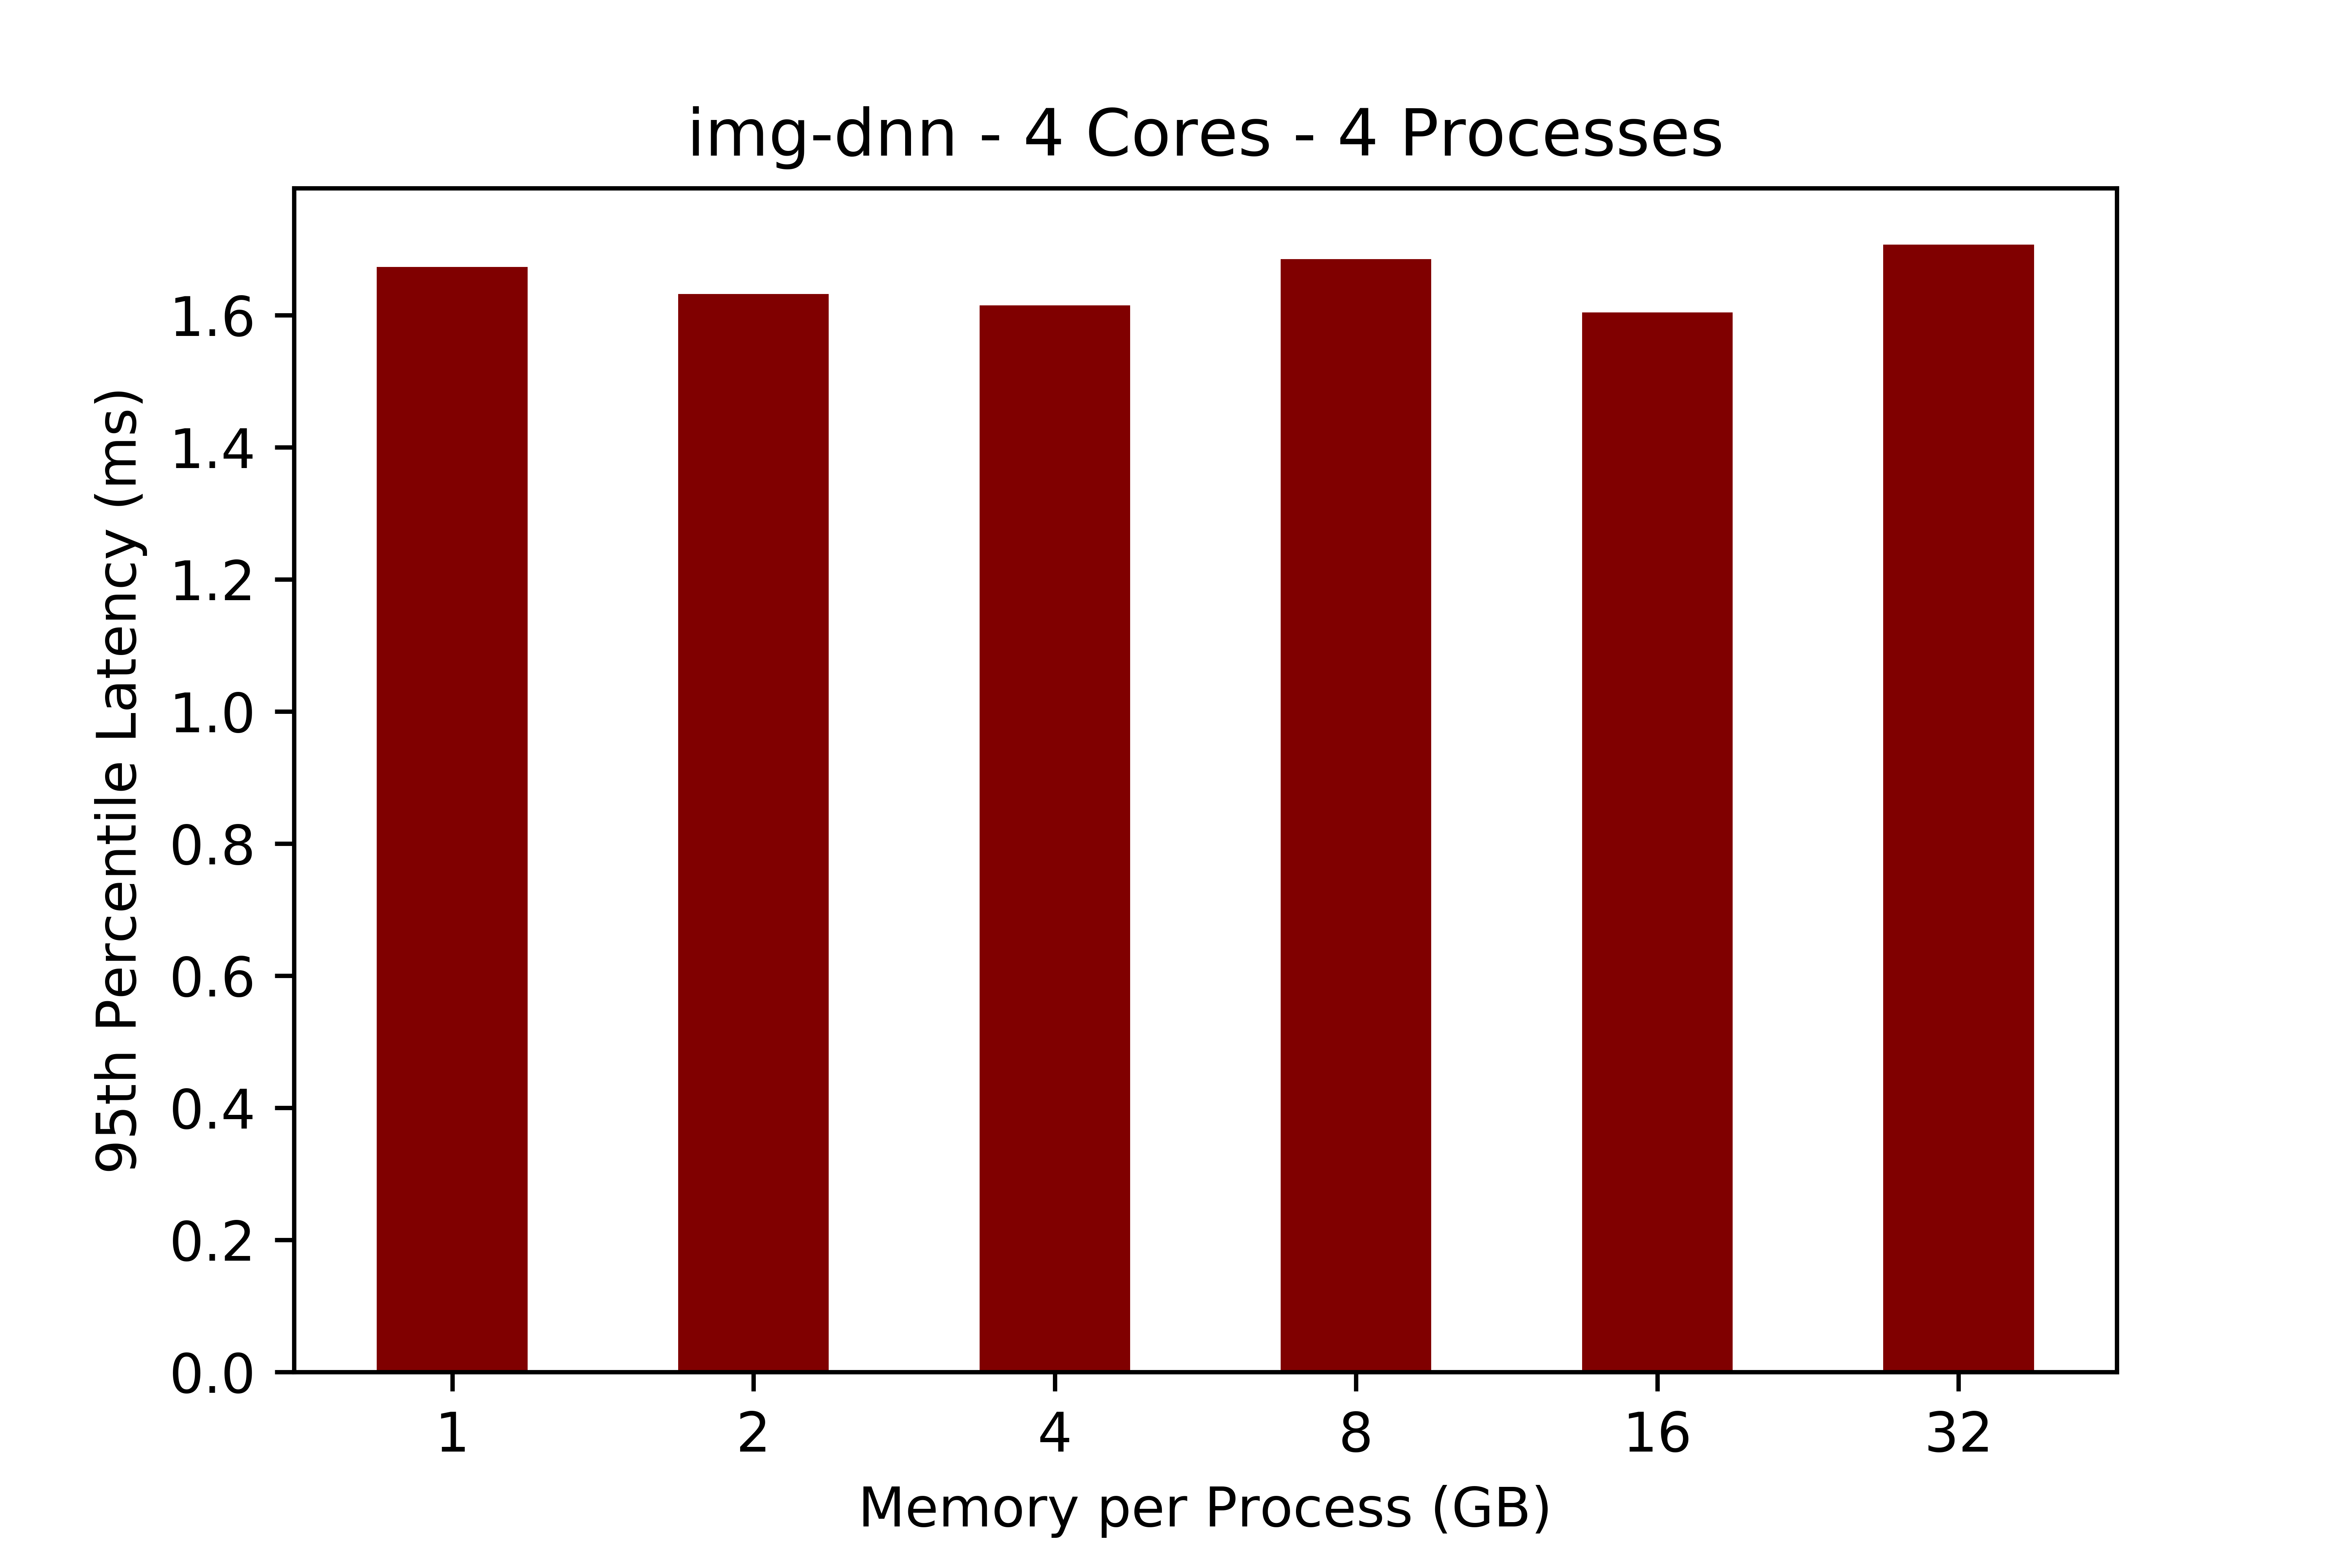 img-dnn - 4 Cores - 4 Processes
95th Percentile Latency (ms)
1.6
1.4
1.2
1.0
0.8
0.6
0.4
0.2
0.0
1 2 4 8 16 32
Memory per Process (GB)